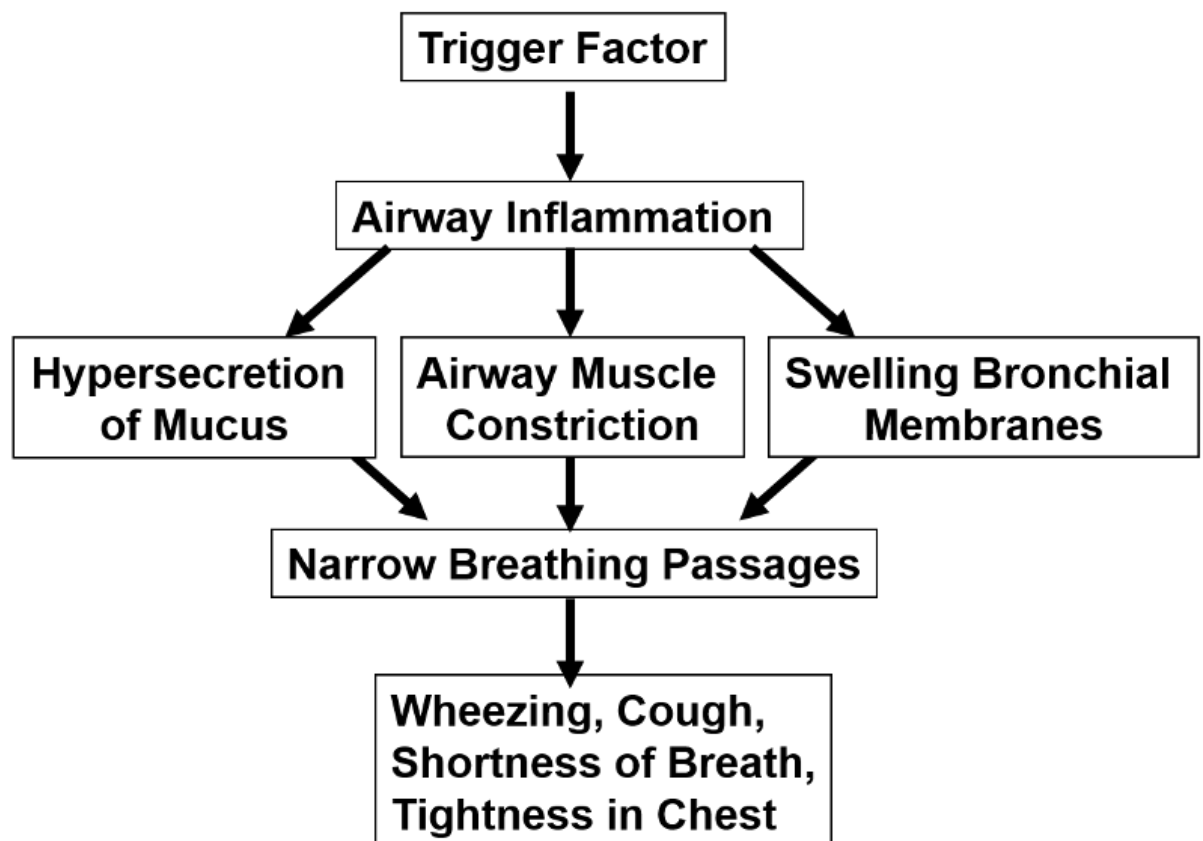 Trigger Factor
Airway Inflammation
Hypersecretion
of Mucus
Airway Muscle
Constriction
Swelling Bronchial
Membranes
Narrow Breathing Passages
Wheezing, Cough,
Shortness of Breath,
Tightness in Chest